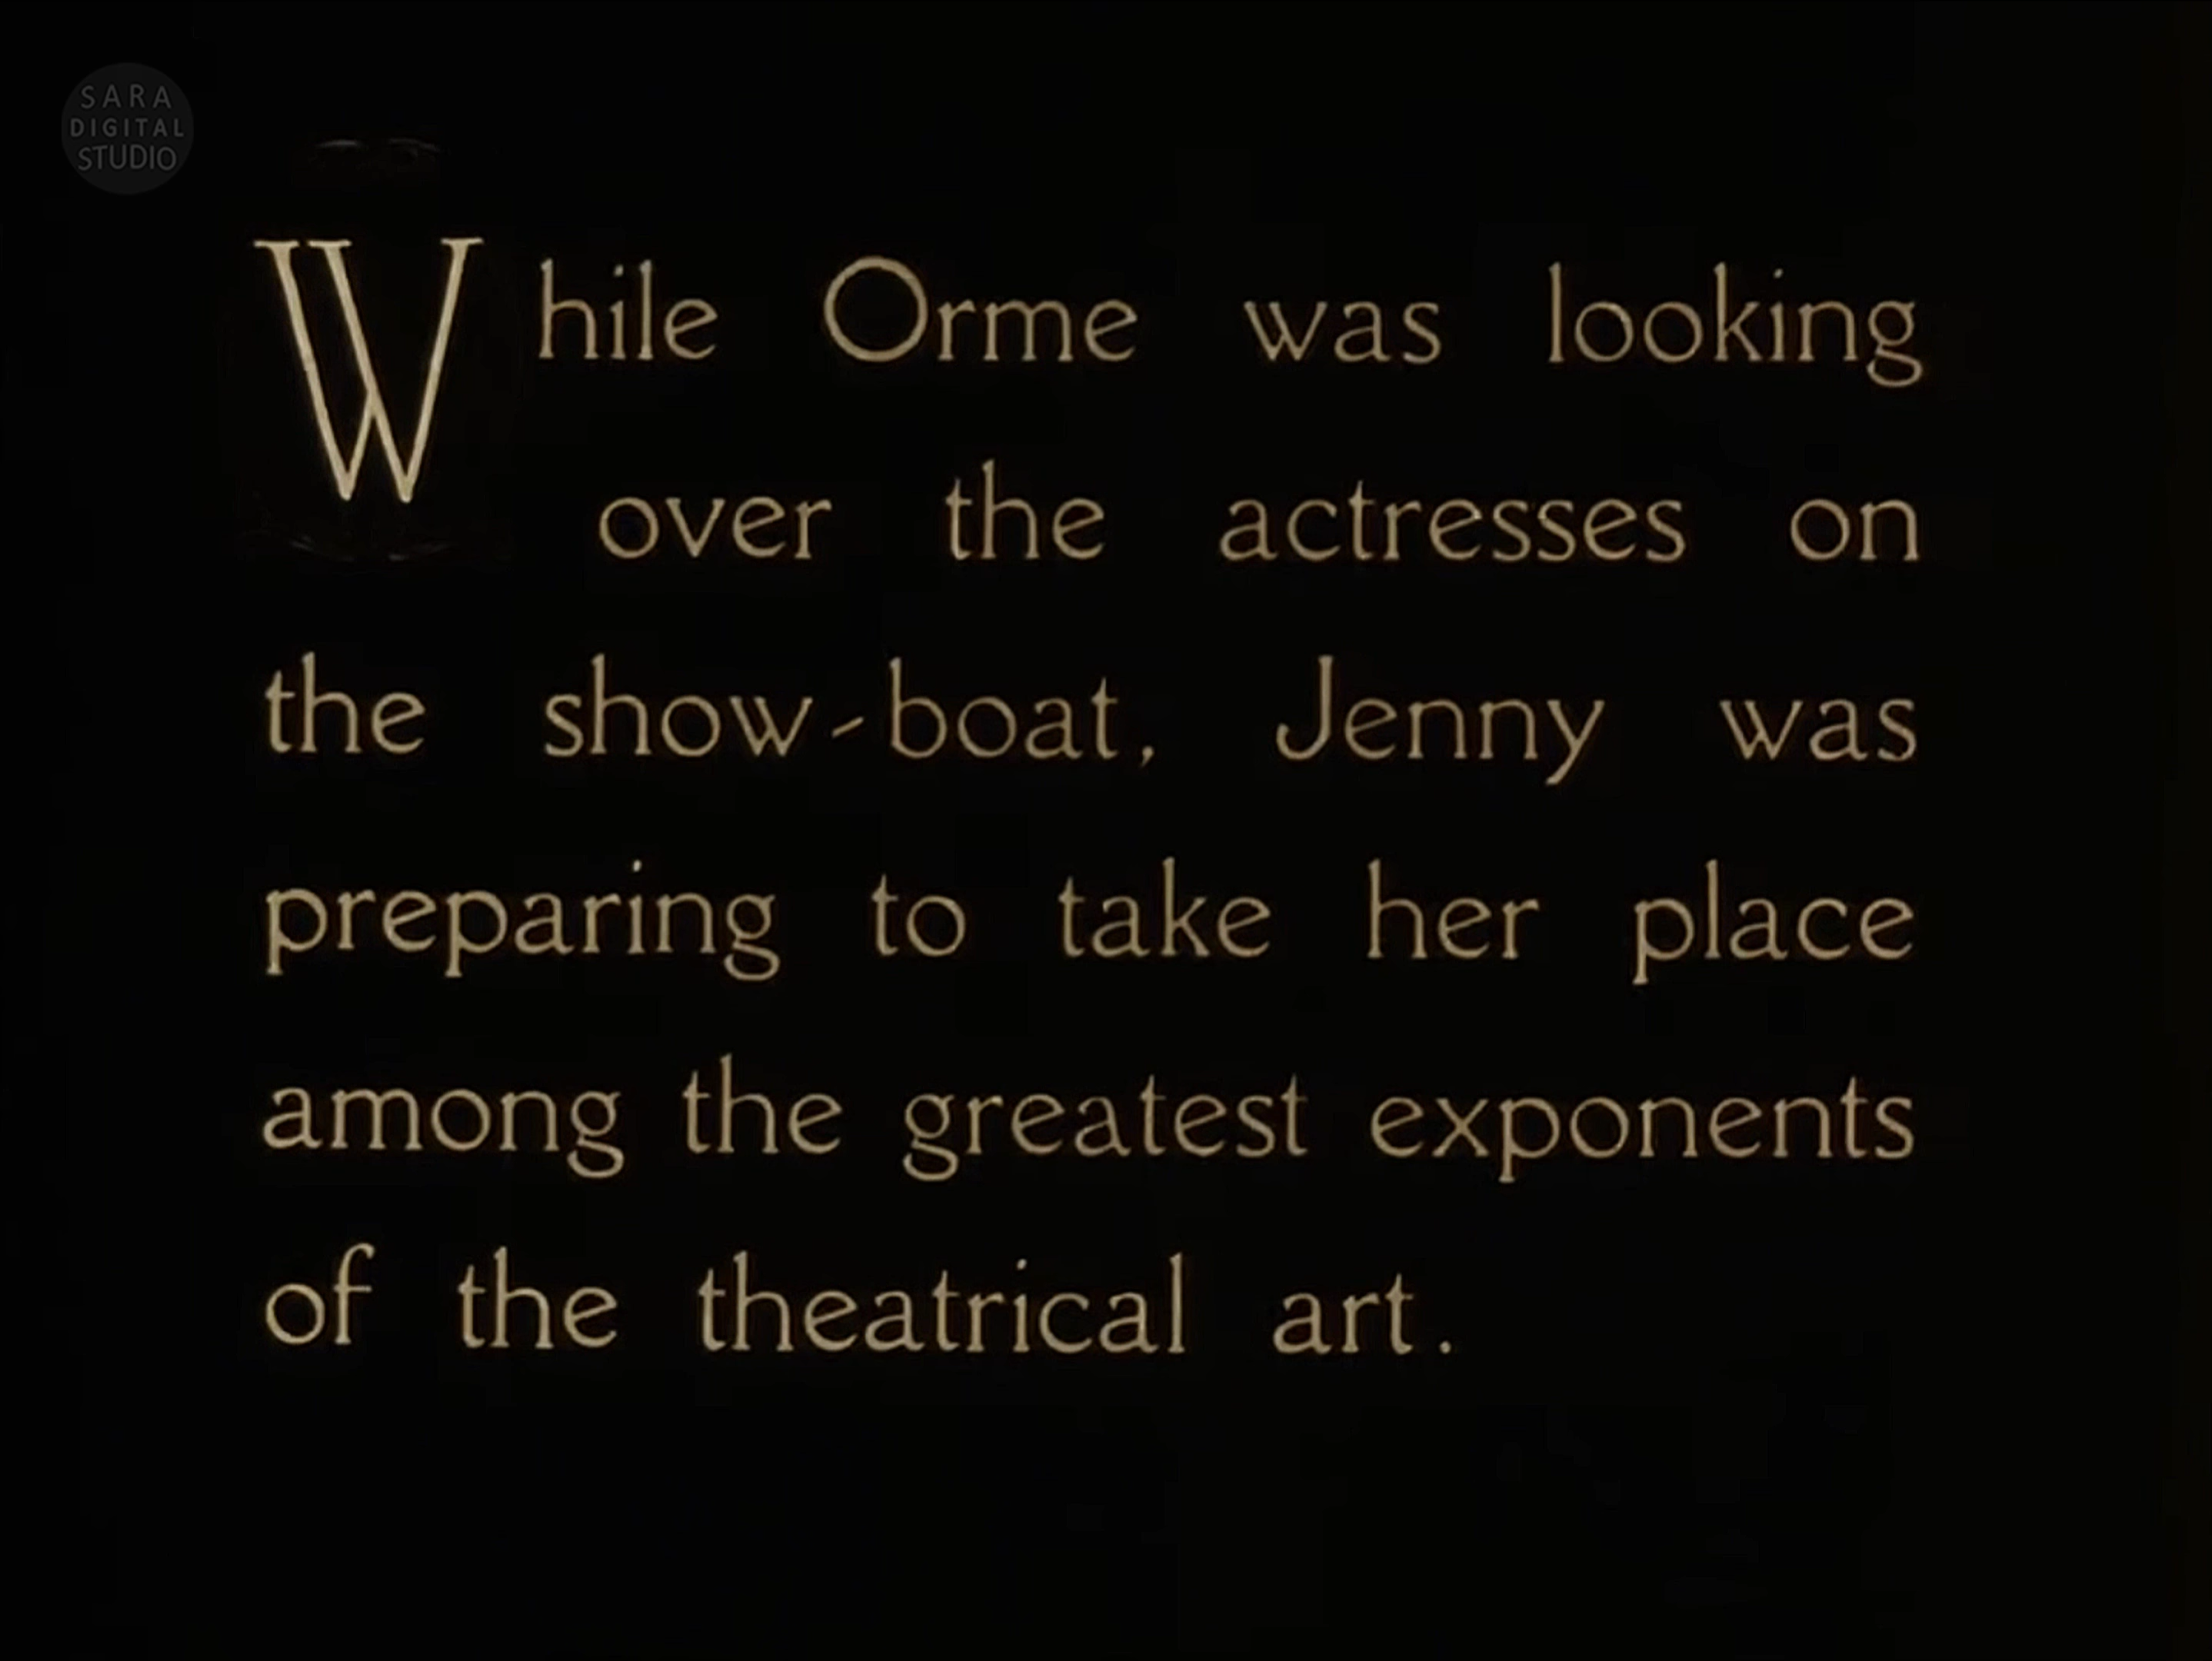 SARA
DIGITAL
STUDIO
While Orme was looking
over the actresses on
the show-boat, Jenny was
preparing to take her place
among the greatest exponents
of the theatrical art.